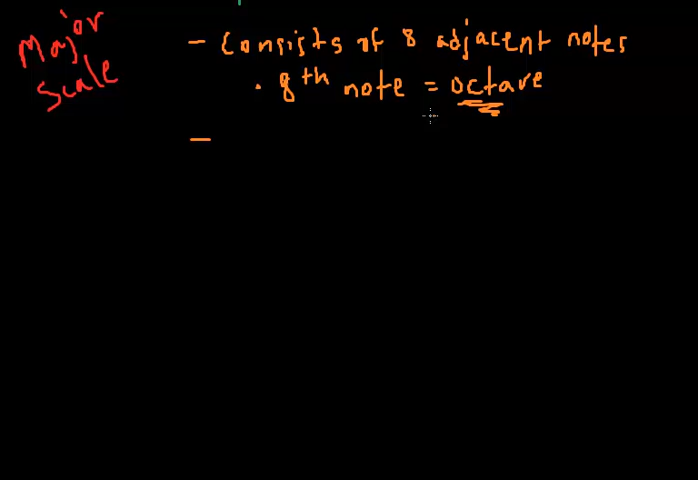 Major
Scale
- Consists of 8 adjacent notes
. 8th note = octave
-